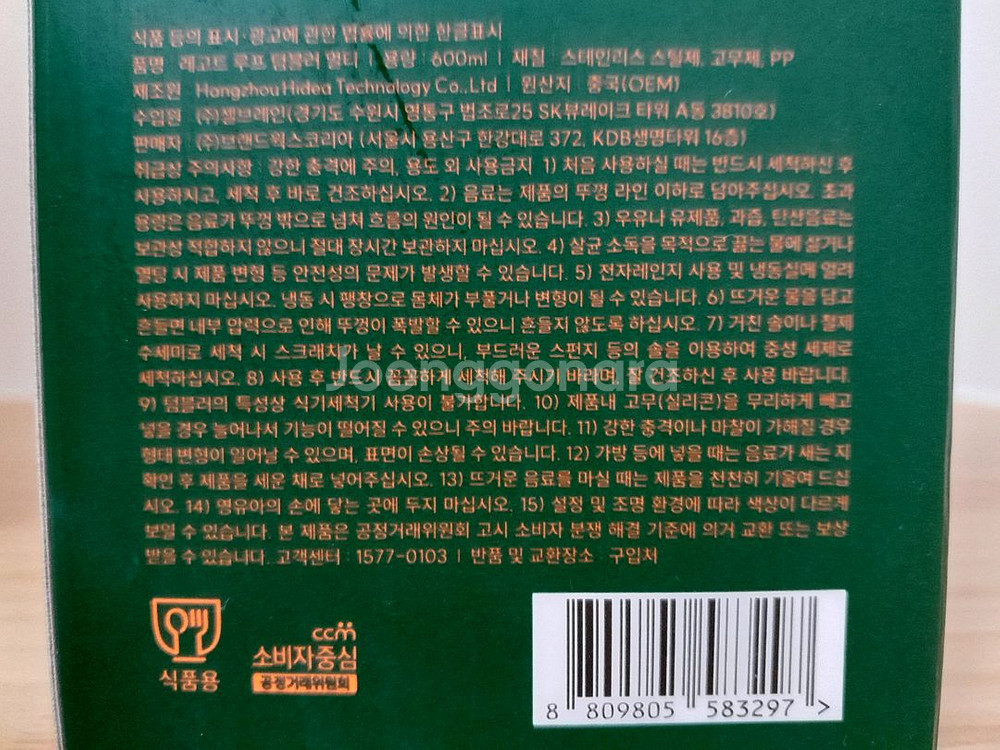 식품 등의 표시·광고에 관한 법률에 의한 한글표시
품명 레고트 루프 텀블러 멀티 | 용량 600ml | 재질 스테인리스 스틸제, 고무제, PP
제조원 Hongzhou Hidea Technology Co.,Ltd | 원산지 중국(OEM)
수입원 (주)젤브레인(경기도 수원시 영통구 법조로25 SK뷰레이크 타워 A동 3810호)
판매자 (주)브랜드웍스코리아 (서울시 용산구 한강대로 372, KDB생명타워 16층)
취급상 주의사항 강한 충격에 주의, 용도 외 사용금지 1) 처음 사용하실 때는 반드시 세척하신 후
사용하시고, 세척 후 바로 건조하십시오. 2) 음료는 제품의 뚜껑 라인 이하로 담아주십시오. 초과
용량은 음료가 뚜껑 밖으로 넘쳐 흐름의 원인이 될 수 있습니다. 3) 우유나 유제품, 과즙, 탄산음료는
보관상 적합하지 않으니 절대 장시간 보관하지 마십시오. 4) 살균 소독을 목적으로 끓는 물에 삶거나
열탕 시 제품 변형 등 안전성의 문제가 발생할 수 있습니다. 5) 전자레인지 사용 및 냉동실에 얼려
사용하지 마십시오. 냉동 시 팽창으로 몸체가 부풀거나 변형이 될 수 있습니다. 6) 뜨거운 물을 담고
흔들면 내부 압력으로 인해 뚜껑이 폭발할 수 있으니 흔들지 않도록 하십시오. 7) 거친 솔이나 철제
수세미로 세척 시 스크래치가 날 수 있으니, 부드러운 스펀지 등의 솔을 이용하여 중성 세제로
세척하십시오. 8) 사용 후 반드시 꼼꼼하게 세척해 주시기 바라며, 잘 건조하신 후 사용 바랍니다.
Joonggonara
9) 텀블러의 특성상 식기세척기 사용이 불가합니다. 10) 제품내 고무(실리콘)을 무리하게 빼고
넣을 경우 늘어나서 기능이 떨어질 수 있으니 주의 바랍니다. 11) 강한 충격이나 마찰이 가해질 경우
형태 변형이 일어날 수 있으며, 표면이 손상될 수 있습니다. 12) 가방 등에 넣을 때는 음료가 새는 지
확인 후 제품을 세운 채로 넣어주십시오. 13) 뜨거운 음료를 마실 때는 제품을 천천히 기울여 드십
시오. 14) 영유아의 손에 닿는 곳에 두지 마십시오. 15) 설정 및 조명 환경에 따라 색상이 다르게
보일 수 있습니다. 본 제품은 공정거래위원회 고시 소비자 분쟁 해결 기준에 의거 교환 또는 보상
받을 수 있습니다. 고객센터 : 1577-0103 | 반품 및 교환장소 : 구입처
식품용
ccm
소비자중심
공정거래위원회
8 809805 583297 >